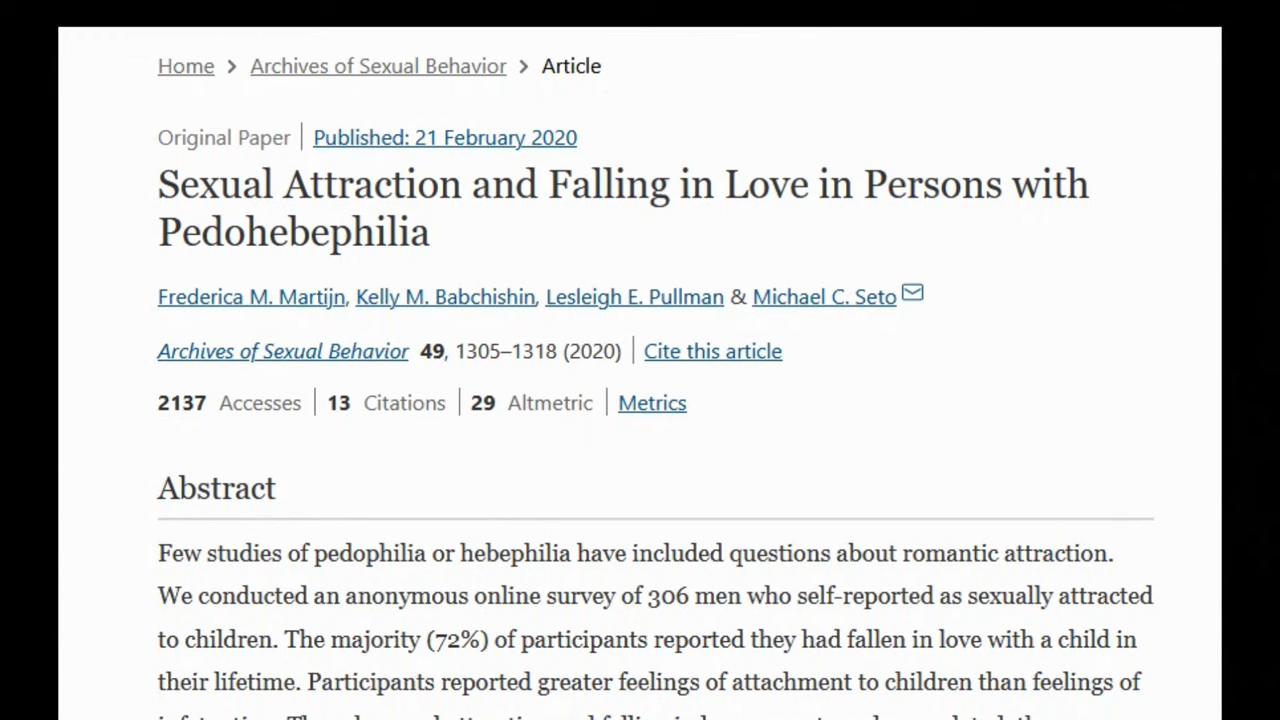 Home > Archives of Sexual Behavior > Article
Original Paper | Published: 21 February 2020
Sexual Attraction and Falling in Love in Persons with
Pedohebephilia
Frederica M. Martijn, Kelly M. Babchishin, Lesleigh E. Pullman & Michael C. Seto
Archives of Sexual Behavior 49, 1305–1318 (2020) | Cite this article
2137 Accesses | 13 Citations | 29 Altmetric | Metrics
Abstract
Few studies of pedophilia or hebephilia have included questions about romantic attraction.
We conducted an anonymous online survey of 306 men who self-reported as sexually attracted
to children. The majority (72%) of participants reported they had fallen in love with a child in
their lifetime. Participants reported greater feelings of attachment to children than feelings of